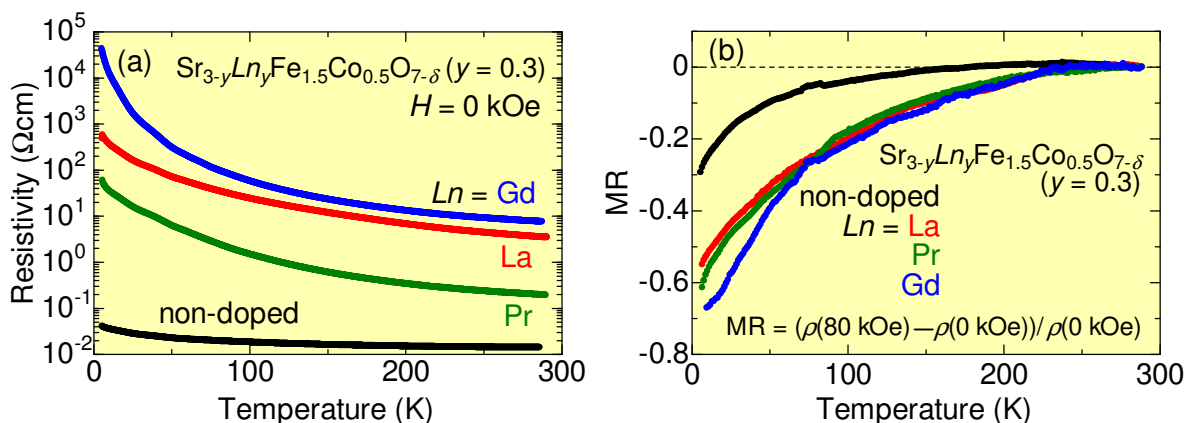 (a)
Sr3-yLnyFe1.5Co0.5O7-δ (y = 0.3)
H = 0 kOe
Ln = Gd
La
Pr
non-doped
10^5
10^4
10^3
10^2
10^1
10^0
10^-1
10^-2
Resistivity (Ωcm)
0 100 200 300
Temperature (K)
(b)
0
-0.2
-0.4
-0.6
-0.8
MR
Sr3-yLnyFe1.5Co0.5O7-δ
(y = 0.3)
non-doped
Ln = La
Pr
Gd
MR = (ρ(80 kOe)—ρ(0 kOe))/ρ(0 kOe)
0 100 200 300
Temperature (K)